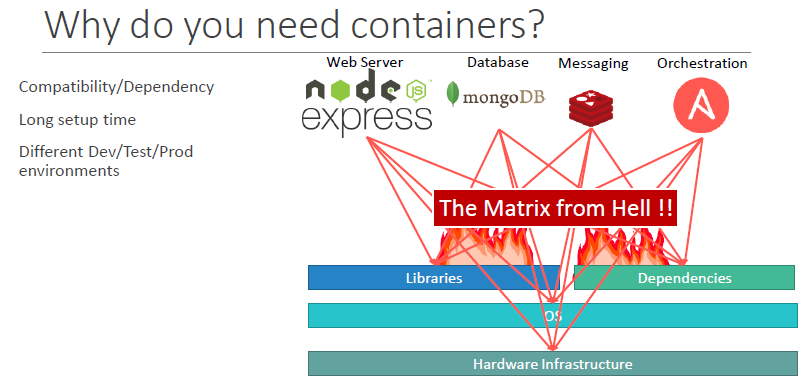 Why do you need containers?
Web Server
Database
Messaging
Orchestration
Compatibility/Dependency
Long setup time
Different Dev/Test/Prod
environments
node
JS
express
mongoDB
A
The Matrix from Hell !!
Libraries
Dependencies
OS
Hardware Infrastructure